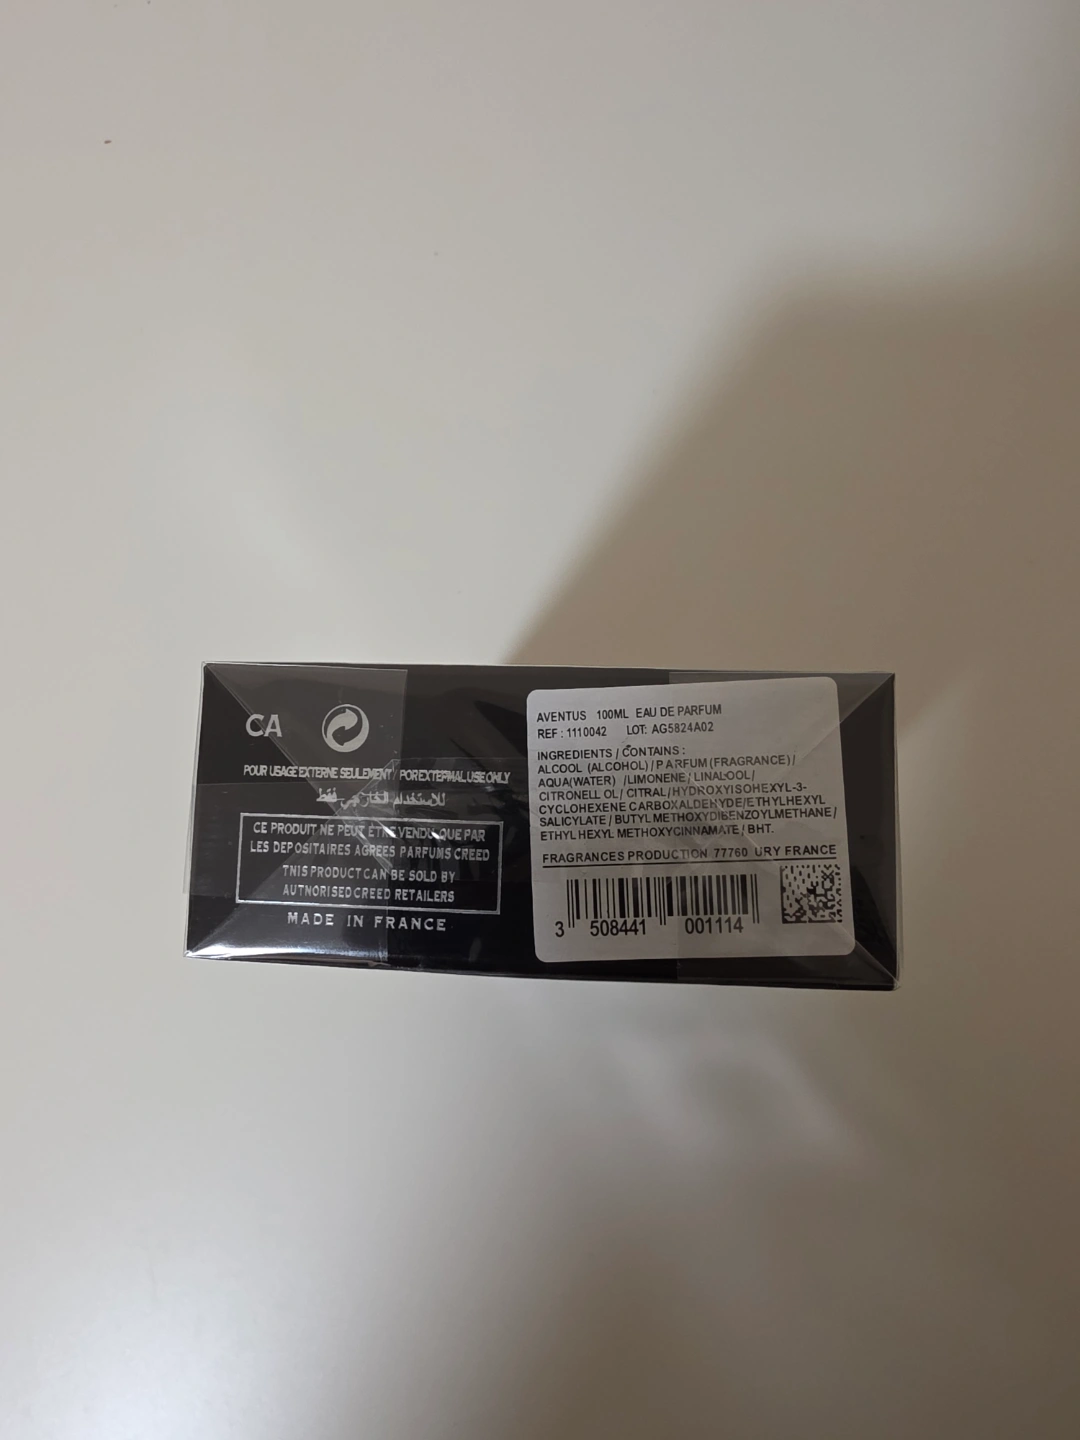 CA
POUR USAGE EXTERNE SEULEMENT / POR EXTEPMAL USE ONLY
للاستخدام الخارجي فقط
CE PRODUIT NE PEUT ÊTRE VENDU QUE PAR
LES DEPOSITAIRES AGREES PARFUMS CREED
THIS PRODUCT CAN BE SOLD BY
AUTNORISED CREED RETAILERS
MADE IN FRANCE
AVENTUS 100ML EAU DE PARFUM
REF : 1110042 LOT: AG5824A02
INGREDIENTS / CONTAINS :
ALCOOL (ALCOHOL) / P ARFUM (FRAGRANCE) /
AQUA(WATER) /LIMONENE / LINALOOL /
CITRONELL OL / CITRAL / HYDROXYISOHEXYL-3-
CYCLOHEXENE CARBOXALDEHYDE/ETHYLHEXYL
SALICYLATE / BUTYL METHOXYDIBENZOYLMETHANE /
ETHYL HEXYL METHOXYCINNAMATE / BHT.
FRAGRANCES PRODUCTION 77760 URY FRANCE
3 508441 001114